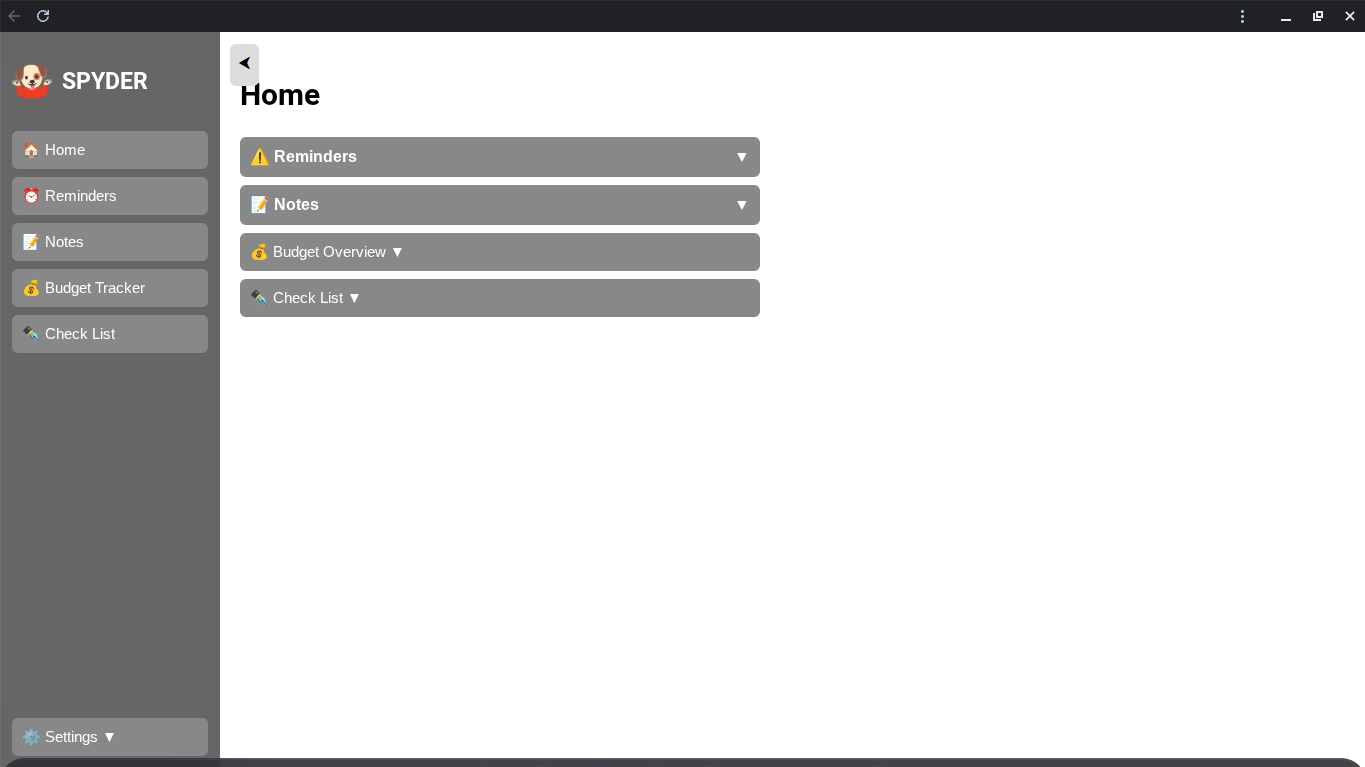 SPYDER
🏠 Home
⏰ Reminders
📝 Notes
💰 Budget Tracker
✒️ Check List
⚙️ Settings ▼
⮜
Home
⚠️ Reminders ▼
📝 Notes ▼
💰 Budget Overview ▼
✒️ Check List ▼